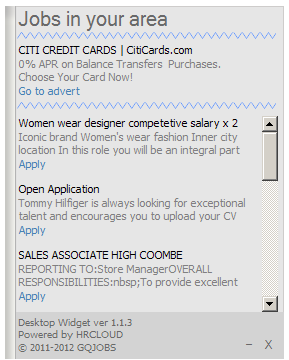 Jobs in your area
CITI CREDIT CARDS | CitiCards.com
0% APR on Balance Transfers  Purchases.
Choose Your Card Now!
Go to advert
Women wear designer competetive salary x 2
Iconic brand Women's wear fashion Inner city
location In this role you will be an integral part
Apply
Open Application
Tommy Hilfiger is always looking for exceptional
talent and encourages you to upload your CV
Apply
SALES ASSOCIATE HIGH COOMBE
REPORTING TO:Store ManagerOVERALL
RESPONSIBILITIES:nbsp;To provide excellent
Apply
Desktop Widget ver 1.1.3
Powered by HRCLOUD
© 2011-2012 GQJOBS